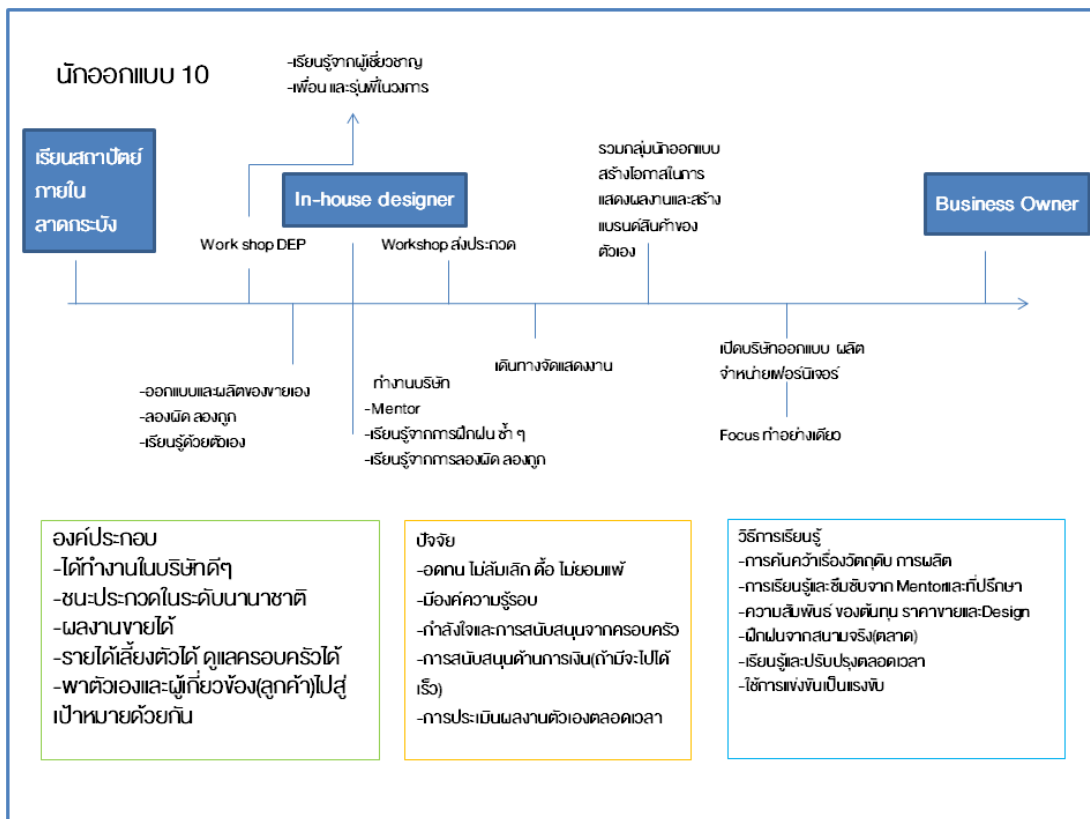 นักออกแบบ 10
-เรียนรู้จากผู้เชี่ยวชาญ
-เพื่อน และรุ่นพี่ในวงการ
เรียนสถาปัตย์
ภายใน
ลาดกระบัง
In-house designer
รวมกลุ่มนักออกแบบ
สร้างโอกาสในการ
แสดงผลงานและสร้าง
แบรนด์สินค้าของ
ตัวเอง
Business Owner
Work shop DEP
Workshop ส่งประกวด
-ออกแบบและผลิตของขายเอง
-ลองผิด ลองถูก
-เรียนรู้ด้วยตัวเอง
ทำงานบริษัท
-Mentor
-เรียนรู้จากการฝึกฝน ซ้ำ ๆ
-เรียนรู้จากการลองผิด ลองถูก
เดินทางจัดแสดงงาน
เปิดบริษัทออกแบบ ผลิต
จำหน่ายเฟอร์นิเจอร์
Focus ทำอย่างเดียว
องค์ประกอบ
-ได้ทำงานในบริษัทดีๆ
-ชนะประกวดในระดับนานาชาติ
-ผลงานขายได้
-รายได้เลี้ยงตัวได้ ดูแลครอบครัวได้
-พาตัวเองและผู้เกี่ยวข้อง(ลูกค้า)ไปสู่
เป้าหมายด้วยกัน
ปัจจัย
-อดทน ไม่ล้มเลิก ดื้อ ไม่ยอมแพ้
-มีองค์ความรู้รอบ
-กำลังใจและการสนับสนุนจากครอบครัว
-การสนับสนุนด้านการเงิน(ถ้ามีจะไปได้
เร็ว)
-การประเมินผลงานตัวเองตลอดเวลา
วิธีการเรียนรู้
-การค้นคว้าเรื่องวัตถุดิบ การผลิต
-การเรียนรู้และซึมซับจาก Mentorและที่ปรึกษา
-ความสัมพันธ์ ของต้นทุน ราคาขายและDesign
-ฝึกฝนจากสนามจริง(ตลาด)
-เรียนรู้และปรับปรุงตลอดเวลา
-ใช้การแข่งขันเป็นแรงขับ